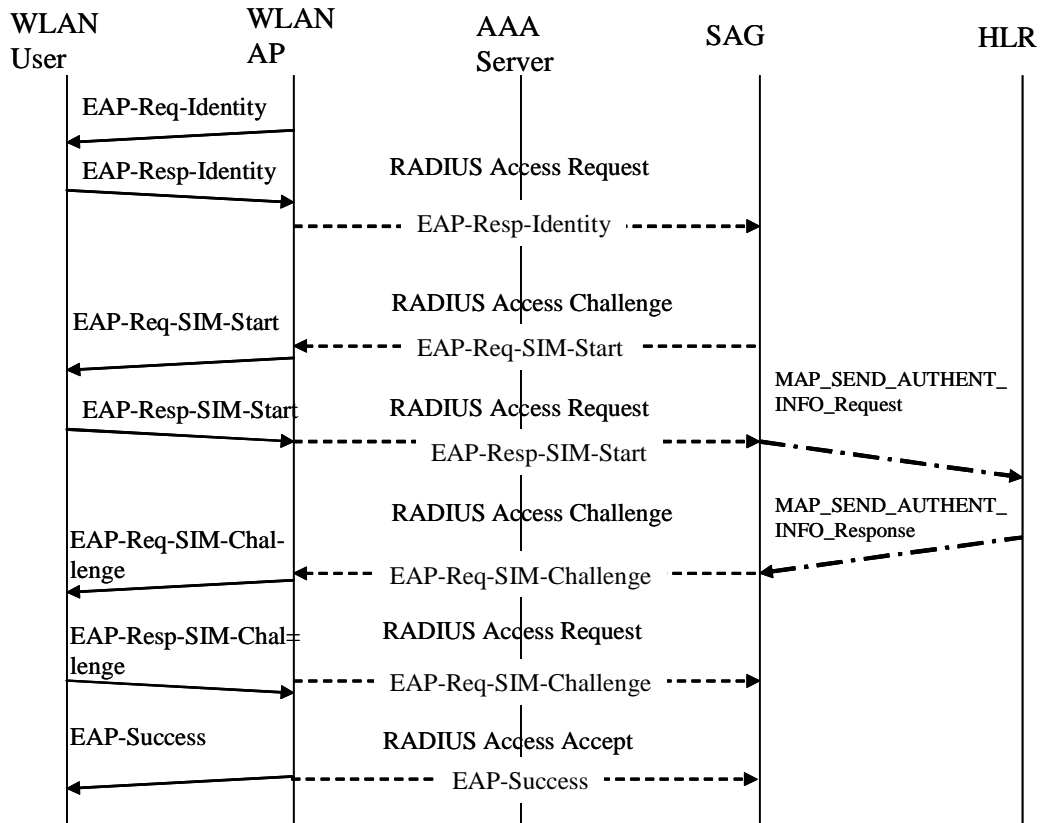 WLAN
User
WLAN
AP
AAA
Server
SAG
HLR
EAP-Req-Identity
EAP-Resp-Identity
RADIUS Access Request
EAP-Resp-Identity
RADIUS Access Challenge
EAP-Req-SIM-Start
EAP-Req-SIM-Start
MAP_SEND_AUTHENT_
INFO_Request
EAP-Resp-SIM-Start
RADIUS Access Request
EAP-Resp-SIM-Start
RADIUS Access Challenge
MAP_SEND_AUTHENT_
INFO_Response
EAP-Req-SIM-Chal-
lenge
EAP-Req-SIM-Challenge
EAP-Resp-SIM-Chal=
lenge
RADIUS Access Request
EAP-Req-SIM-Challenge
EAP-Success
RADIUS Access Accept
EAP-Success